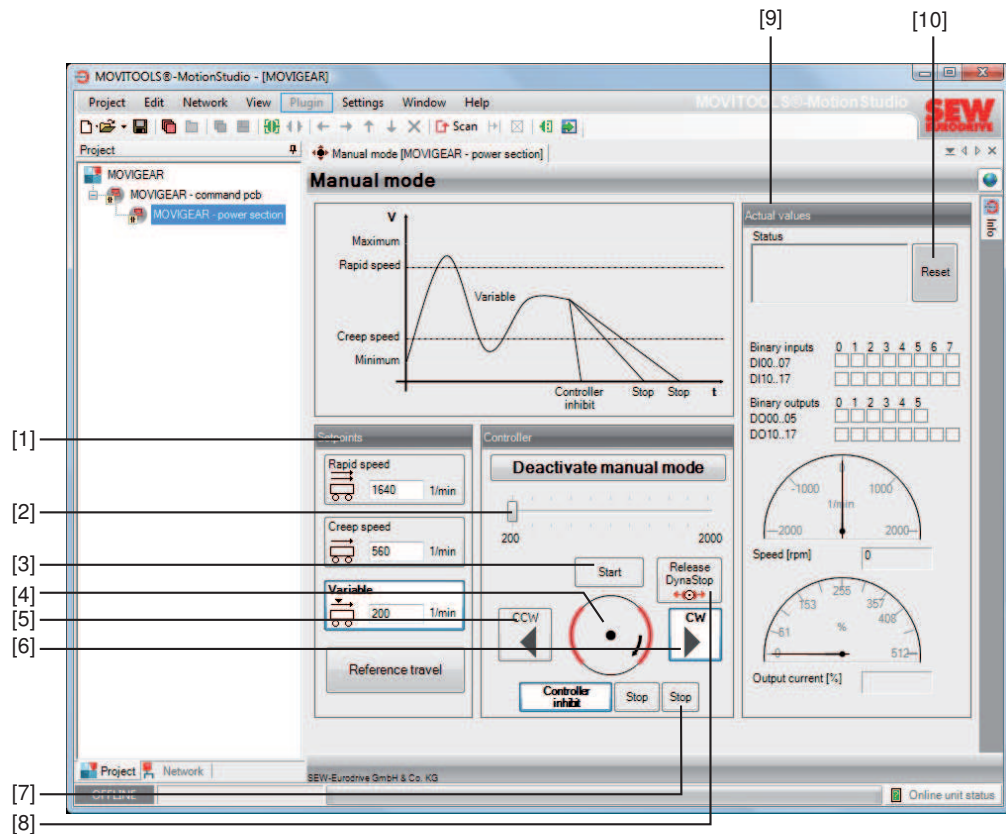 [9]
[10]
MOVITOOLS®-MotionStudio - [MOVIGEAR]
Project Edit Network View Plugin Settings Window Help
MOVITOOLS®-MotionStudio
SEW
EURODRIVE
Scan
Project
Manual mode [MOVIGEAR - power section]
MOVIGEAR
MOVIGEAR - command pcb
MOVIGEAR - power section
Manual mode
Info
V
Maximum
Rapid speed
Variable
Creep speed
Minimum
Controller inhibit
Stop
Stop
t
Actual values
Status
Reset
Binary inputs 0 1 2 3 4 5 6 7
DI00..07
DI10..17
Binary outputs 0 1 2 3 4 5
DO00..05
DO10..17
0
-1000 1000
1/min
-2000 2000
Speed [rpm] 0
255
153 357
408
51 %
0 512
Output current [%]
[1]
Setpoints
Rapid speed
1640 1/min
Creep speed
560 1/min
Variable
200 1/min
Reference travel
Controller
Deactivate manual mode
[2]
200 2000
[3]
Start
Release
DynaStop
[4]
[5]
CCW
CW
[6]
Controller
inhibit
Stop
Stop
Project Network
SEW-Eurodrive GmbH & Co. KG
OFFLINE
Online unit status
[7]
[8]